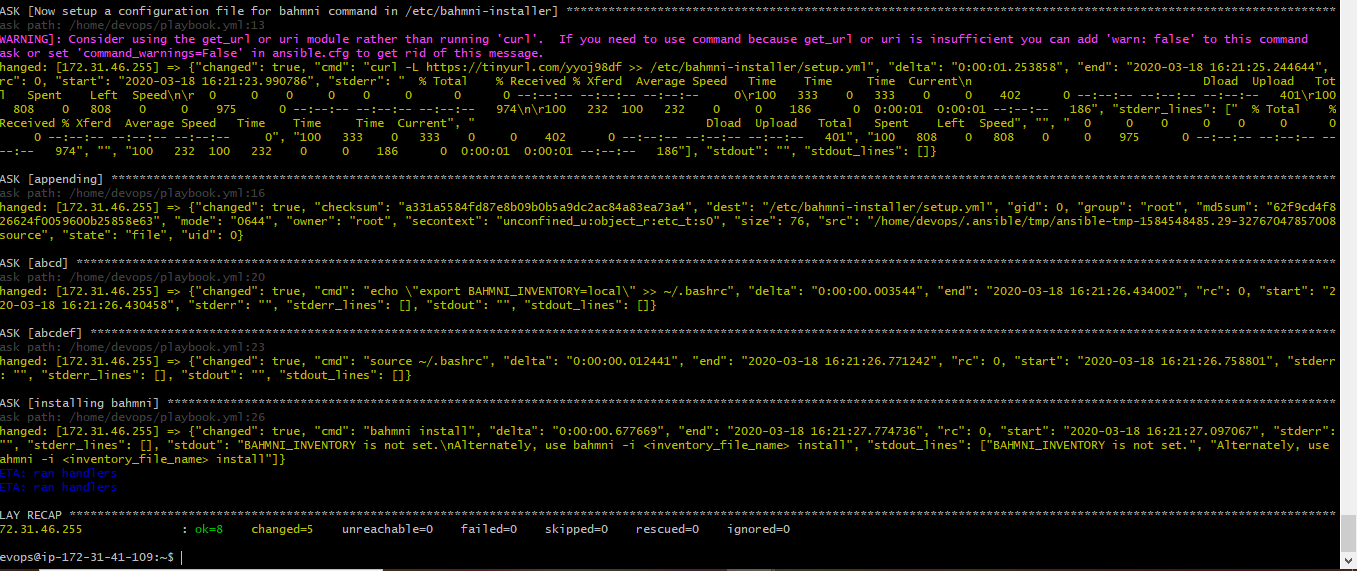 ASK [Now setup a configuration file for bahmni command in /etc/bahmni-installer] **************************************************************************************************************
ask path: /home/devops/playbook.yml:13
WARNING]: Consider using the get_url or uri module rather than running 'curl'.  If you need to use command because get_url or uri is insufficient you can add 'warn: false' to this command
ask or set 'command_warnings=False' in ansible.cfg to get rid of this message.
hanged: [172.31.46.255] => {"changed": true, "cmd": "curl -L https://tinyurl.com/yyoj98df >> /etc/bahmni-installer/setup.yml", "delta": "0:00:01.253858", "end": "2020-03-18 16:21:25.244644",
rc": 0, "start": "2020-03-18 16:21:23.990786", "stderr": "  % Total    % Received % Xferd  Average Speed   Time    Time     Time  Current\n                                 Dload  Upload   Tot
l   Spent    Left  Speed\n\r  0     0    0     0    0     0      0      0 --:--:-- --:--:-- --:--:--     0\r100   333    0   333    0     0    402      0 --:--:-- --:--:-- --:--:--   401\r100
  808    0   808    0     0    975      0 --:--:-- --:--:-- --:--:--   974\n\r100   232  100   232    0     0    186      0  0:00:01  0:00:01 --:--:--   186", "stderr_lines": ["  % Total    %
Received % Xferd  Average Speed   Time    Time     Time  Current", "                                 Dload  Upload   Total   Spent    Left  Speed", "", "  0     0    0     0    0     0      0
     0 --:--:-- --:--:-- --:--:--     0", "100   333    0   333    0     0    402      0 --:--:-- --:--:-- --:--:--   401", "100   808    0   808    0     0    975      0 --:--:-- --:--:-- -
--:--   974", "", "100   232  100   232    0     0    186      0  0:00:01  0:00:01 --:--:--   186"], "stdout": "", "stdout_lines": []}
ASK [appending] *******************************************************************************************************************************************************************************
ask path: /home/devops/playbook.yml:16
hanged: [172.31.46.255] => {"changed": true, "checksum": "a331a5584fd87e8b09b0b5a9dc2ac84a83ea73a4", "dest": "/etc/bahmni-installer/setup.yml", "gid": 0, "group": "root", "md5sum": "62f9cd4f8
26624f0059600b25858e63", "mode": "0644", "owner": "root", "secontext": "unconfined_u:object_r:etc_t:s0", "size": 76, "src": "/home/devops/.ansible/tmp/ansible-tmp-1584548485.29-32767047857008
source", "state": "file", "uid": 0}
ASK [abcd] ************************************************************************************************************************************************************************************
ask path: /home/devops/playbook.yml:20
hanged: [172.31.46.255] => {"changed": true, "cmd": "echo \"export BAHMNI_INVENTORY=local\" >> ~/.bashrc", "delta": "0:00:00.003544", "end": "2020-03-18 16:21:26.434002", "rc": 0, "start": "2
20-03-18 16:21:26.430458", "stderr": "", "stderr_lines": [], "stdout": "", "stdout_lines": []}
ASK [abcdef] **********************************************************************************************************************************************************************************
ask path: /home/devops/playbook.yml:23
hanged: [172.31.46.255] => {"changed": true, "cmd": "source ~/.bashrc", "delta": "0:00:00.012441", "end": "2020-03-18 16:21:26.771242", "rc": 0, "start": "2020-03-18 16:21:26.758801", "stderr
: "", "stderr_lines": [], "stdout": "", "stdout_lines": []}
ASK [installing bahmni] ***********************************************************************************************************************************************************************
ask path: /home/devops/playbook.yml:26
hanged: [172.31.46.255] => {"changed": true, "cmd": "bahmni install", "delta": "0:00:00.677669", "end": "2020-03-18 16:21:27.774736", "rc": 0, "start": "2020-03-18 16:21:27.097067", "stderr":
"", "stderr_lines": [], "stdout": "BAHMNI_INVENTORY is not set.\nAlternately, use bahmni -i <inventory_file_name> install", "stdout_lines": ["BAHMNI_INVENTORY is not set.", "Alternately, use
ahmni -i <inventory_file_name> install"]}
ETA: ran handlers
ETA: ran handlers
LAY RECAP *************************************************************************************************************************************************************************************
72.31.46.255              : ok=8    changed=5    unreachable=0    failed=0    skipped=0    rescued=0    ignored=0
evops@ip-172-31-41-109:~$